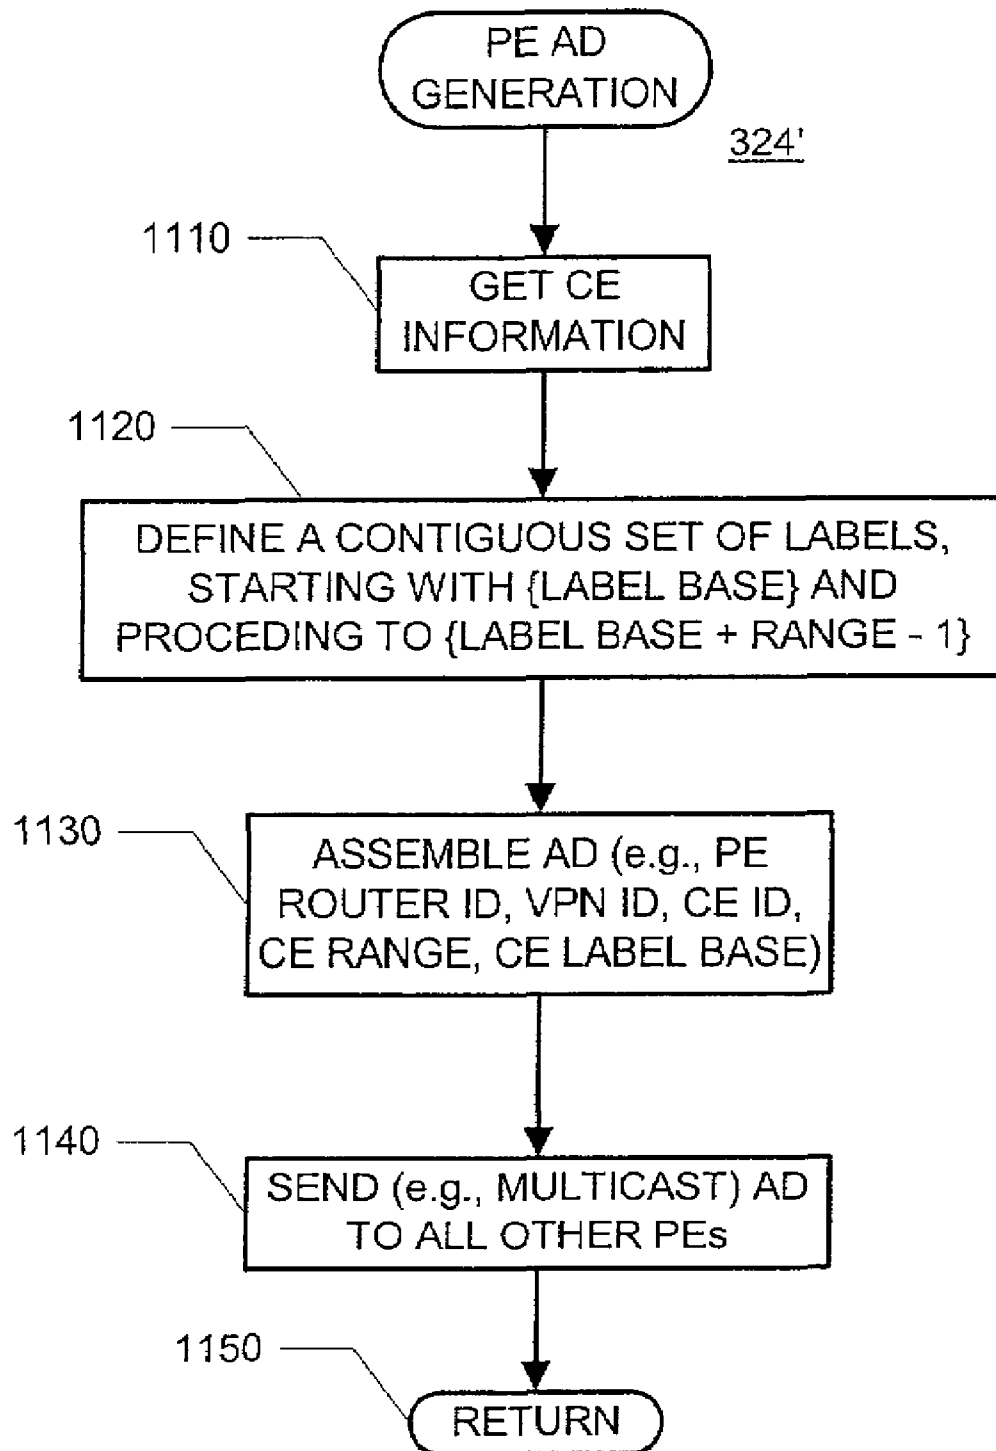 PE AD
GENERATION
324'
1110
GET CE
INFORMATION
1120
DEFINE A CONTIGUOUS SET OF LABELS,
STARTING WITH {LABEL BASE} AND
PROCEDING TO {LABEL BASE + RANGE - 1}
1130
ASSEMBLE AD (e.g., PE
ROUTER ID, VPN ID, CE ID,
CE RANGE, CE LABEL BASE)
1140
SEND (e.g., MULTICAST) AD
TO ALL OTHER PEs
1150
RETURN